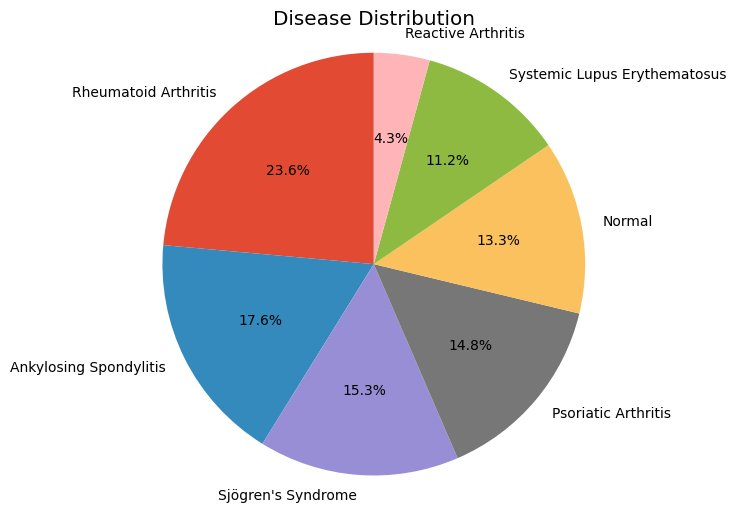 Disease Distribution
Reactive Arthritis
Systemic Lupus Erythematosus
Rheumatoid Arthritis
4.3%
11.2%
23.6%
Normal
13.3%
17.6%
14.8%
Ankylosing Spondylitis
15.3%
Psoriatic Arthritis
Sjögren's Syndrome